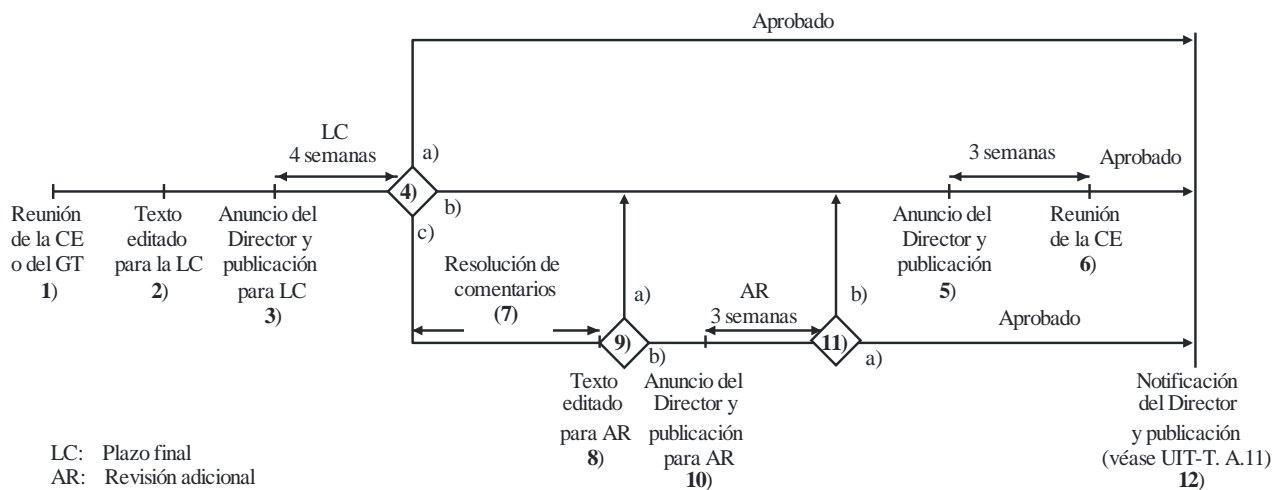 Aprobado
LC
4 semanas
a)
3 semanas
Aprobado
4)
b)
c)
Reunión
de la CE
o del GT
1)
Texto
editado
para la LC
2)
Anuncio del
Director y
publicación
para LC
3)
Anuncio del
Director y
publicación
5)
Reunión
de la CE
6)
Resolución de
comentarios
(7)
a)
AR
3 semanas
b)
Aprobado
9)
b)
11)
a)
Texto
editado
para AR
8)
Anuncio del
Director y
publicación
para AR
10)
Notificación
del Director
y publicación
(véase UIT-T. A.11)
12)
LC: Plazo final
AR: Revisión adicional